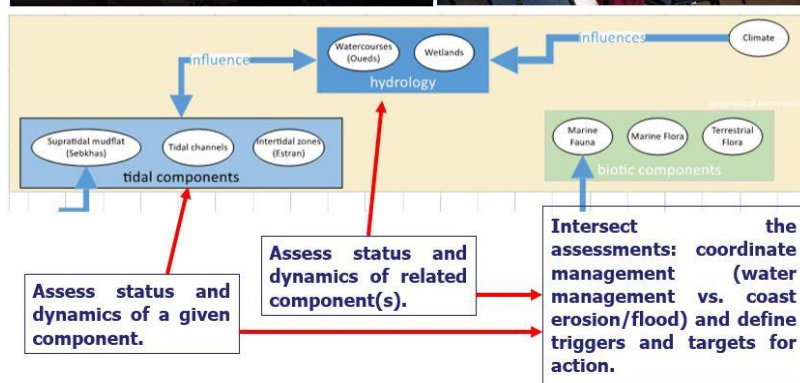 Watercourses
(Oueds)
Wetlands
hydrology
influence
influences
Climate
Supratidal mudflat
(Sebkhas)
Tidal channels
Intertidal zones
(Estran)
tidal components
Marine
Fauna
Marine Flora
Terrestrial
Flora
biotic components
Assess status and
dynamics of a given
component.
Assess status and
dynamics of related
component(s).
Intersect the
assessments: coordinate
management (water
management vs. coast
erosion/flood) and define
triggers and targets for
action.